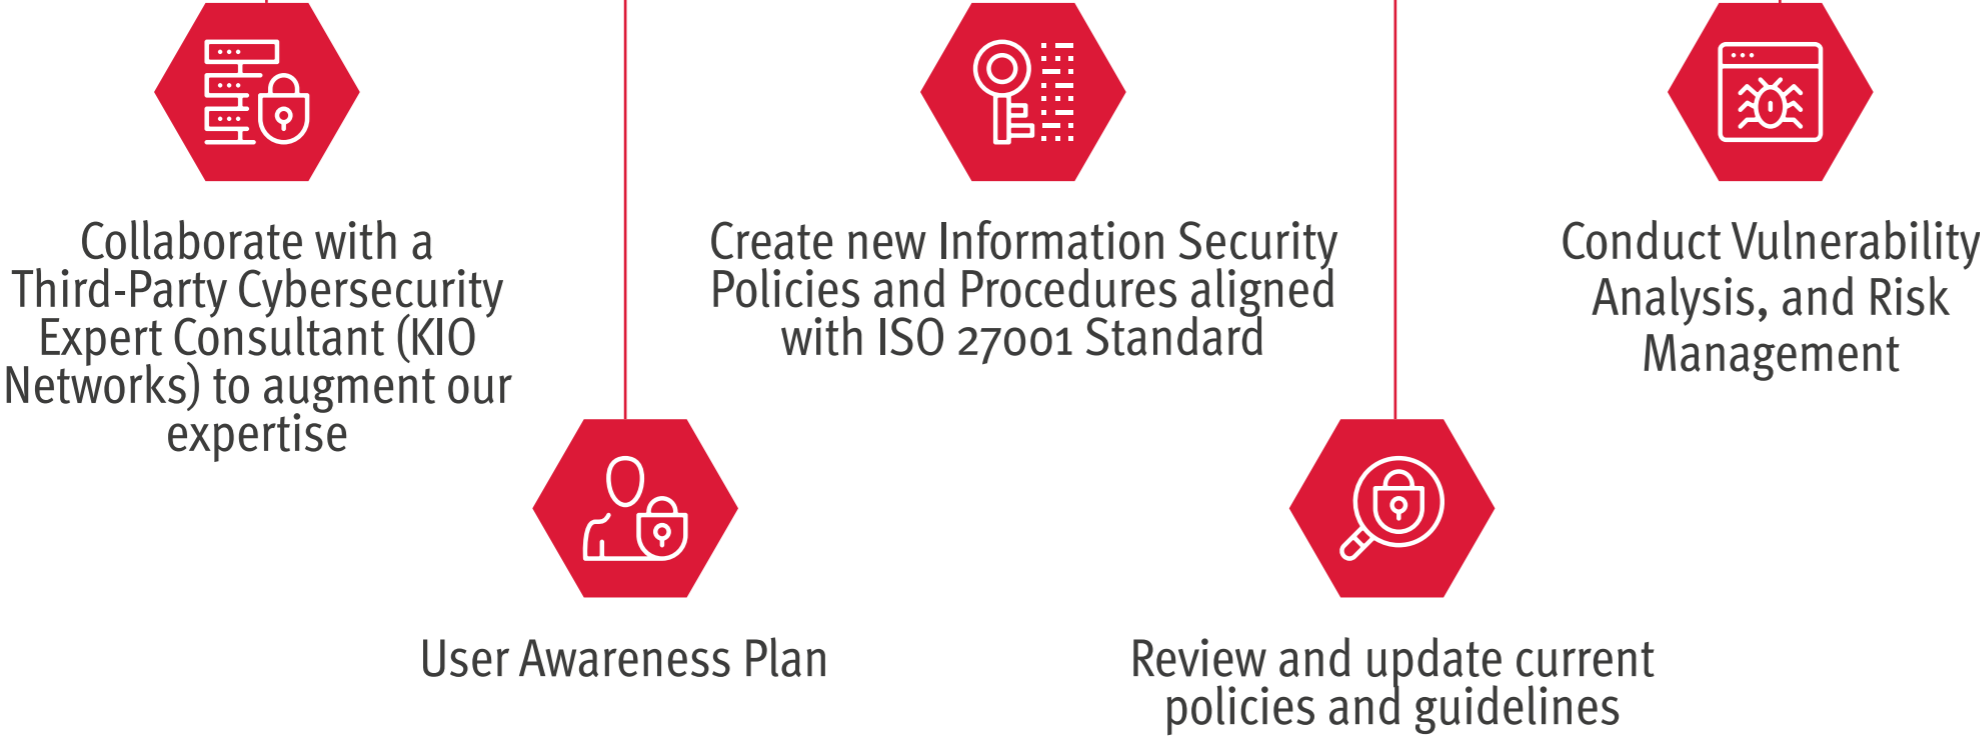 Collaborate with a
Third-Party Cybersecurity
Expert Consultant (KIO
Networks) to augment our
expertise
User Awareness Plan
Create new Information Security
Policies and Procedures aligned
with ISO 27001 Standard
Review and update current
policies and guidelines
Conduct Vulnerability
Analysis, and Risk
Management